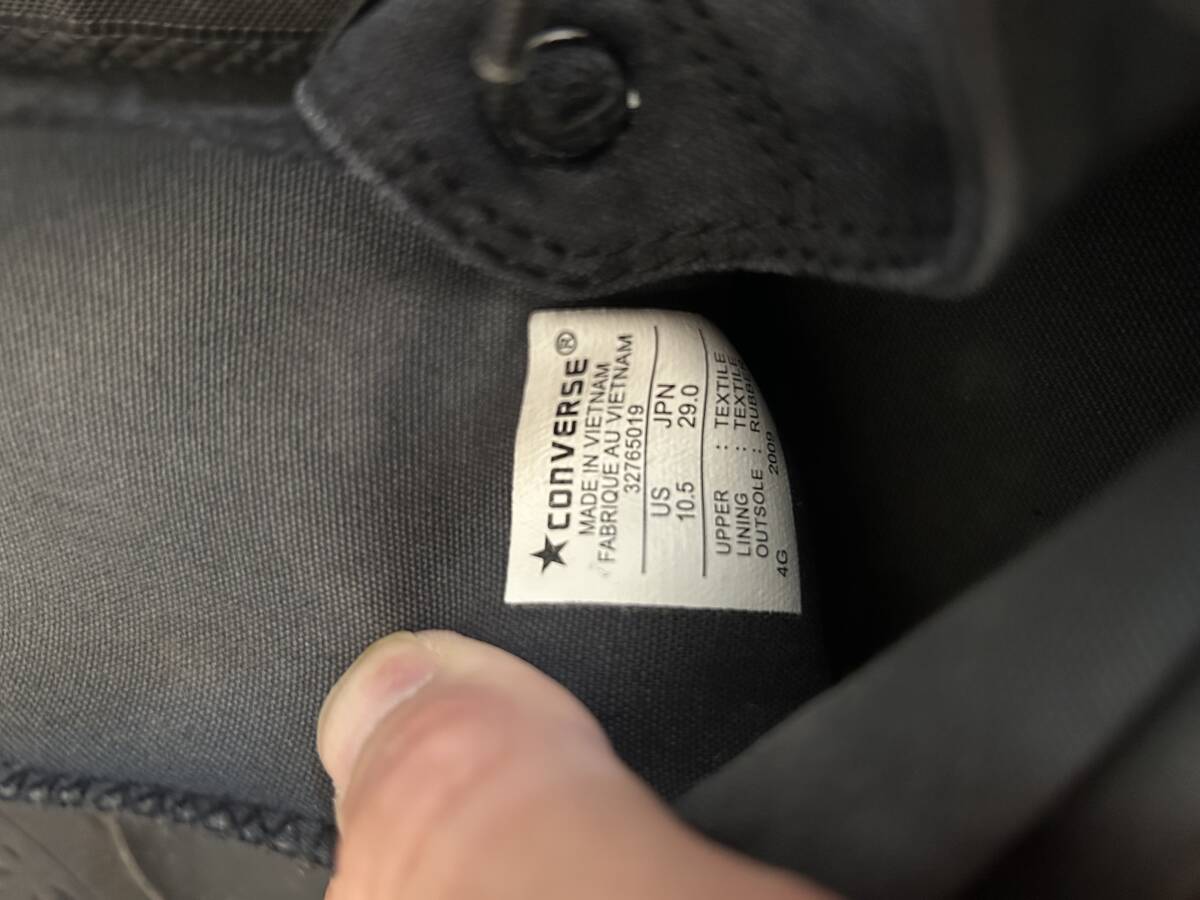 ★CONVERSE®
MADE IN VIETNAM
FABRIQUE AU VIETNAM
32765019
US JPN
10.5 29.0
UPPER : TEXTILE
LINING : TEXTILE
OUTSOLE :
4G 2009